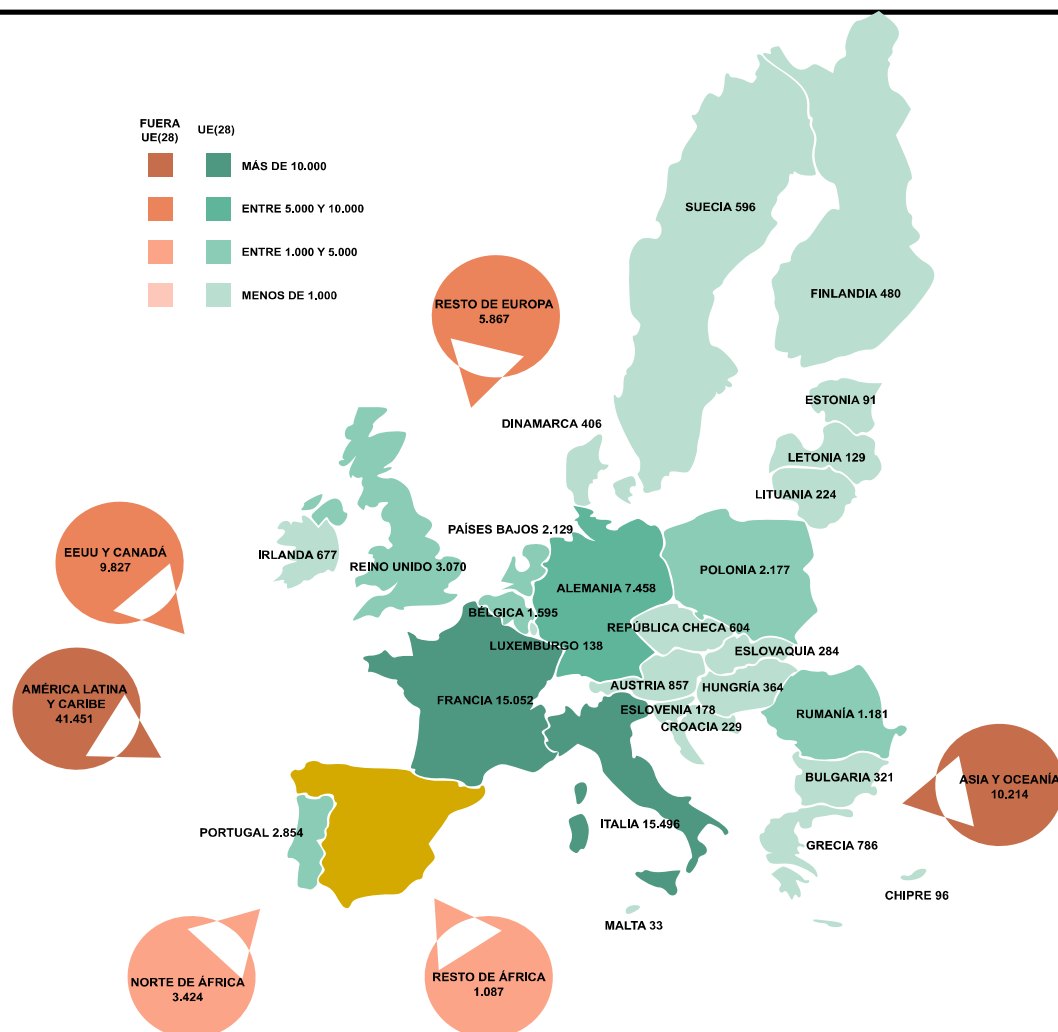 FUERA
UE(28)
UE(28)
MÁS DE 10.000
ENTRE 5.000 Y 10.000
ENTRE 1.000 Y 5.000
MENOS DE 1.000
SUECIA 596
FINLANDIA 480
RESTO DE EUROPA
5.867
ESTONIA 91
DINAMARCA 406
LETONIA 129
LITUANIA 224
PAÍSES BAJOS 2.129
EEUU Y CANADÁ
9.827
IRLANDA 677
REINO UNIDO 3.070
ALEMANIA 7.458
POLONIA 2.177
BÉLGICA 1.595
REPÚBLICA CHECA 604
LUXEMBURGO 138
ESLOVAQUIA 284
AMÉRICA LATINA
Y CARIBE
41.451
FRANCIA 15.052
AUSTRIA 857
HUNGRÍA 364
ESLOVENIA 178
CROACIA 229
RUMANÍA 1.181
BULGARIA 321
ASIA Y OCEANÍA
10.214
PORTUGAL 2.854
ITALIA 15.496
GRECIA 786
CHIPRE 96
MALTA 33
NORTE DE ÁFRICA
3.424
RESTO DE ÁFRICA
1.087